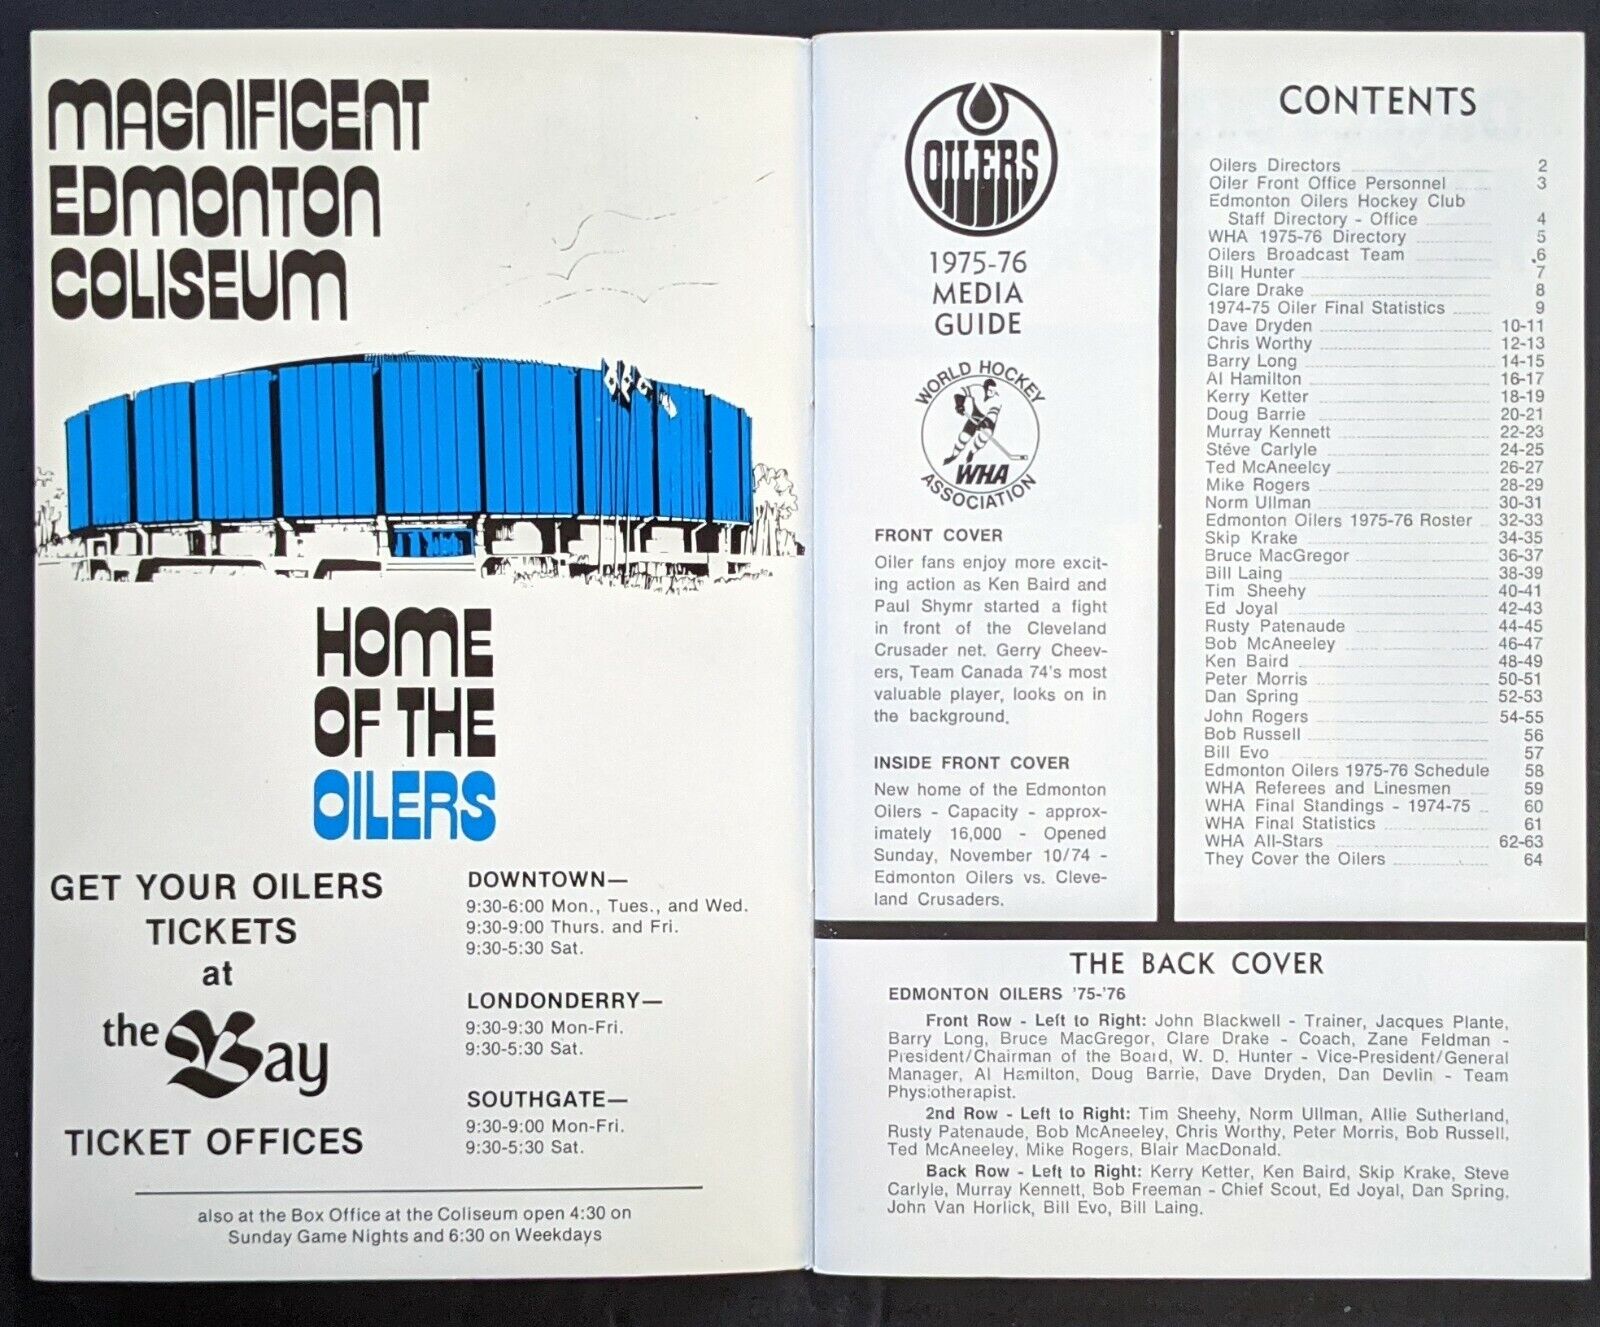 MAGNIFICENT
EDMONTON
COLISEUM
HOME
OF THE
OILERS
GET YOUR OILERS
TICKETS
at
the Bay
TICKET OFFICES
DOWNTOWN—
9:30-6:00 Mon., Tues., and Wed.
9:30-9:00 Thurs. and Fri.
9:30-5:30 Sat.
LONDONDERRY—
9:30-9:30 Mon-Fri.
9:30-5:30 Sat.
SOUTHGATE—
9:30-9:00 Mon-Fri.
9:30-5:30 Sat.
also at the Box Office at the Coliseum open 4:30 on
Sunday Game Nights and 6:30 on Weekdays
OILERS
1975-76
MEDIA
GUIDE
WORLD HOCKEY
WHA
ASSOCIATION
FRONT COVER
Oiler fans enjoy more excit-
ing action as Ken Baird and
Paul Shymr started a fight
in front of the Cleveland
Crusader net. Gerry Cheev-
ers, Team Canada 74's most
valuable player, looks on in
the background.
INSIDE FRONT COVER
New home of the Edmonton
Oilers - Capacity - approx-
imately 16,000 - Opened
Sunday, November 10/74 -
Edmonton Oilers vs. Cleve-
land Crusaders.
CONTENTS
Oilers Directors 2
Oiler Front Office Personnel 3
Edmonton Oilers Hockey Club
Staff Directory - Office 4
WHA 1975-76 Directory 5
Oilers Broadcast Team 6
Bill Hunter 7
Clare Drake 8
1974-75 Oiler Final Statistics 9
Dave Dryden 10-11
Chris Worthy 12-13
Barry Long 14-15
Al Hamilton 16-17
Kerry Ketter 18-19
Doug Barrie 20-21
Murray Kennett 22-23
Steve Carlyle 24-25
Ted McAneeley 26-27
Mike Rogers 28-29
Norm Ullman 30-31
Edmonton Oilers 1975-76 Roster 32-33
Skip Krake 34-35
Bruce MacGregor 36-37
Bill Laing 38-39
Tim Sheehy 40-41
Ed Joyal 42-43
Rusty Patenaude 44-45
Bob McAneeley 46-47
Ken Baird 48-49
Peter Morris 50-51
Dan Spring 52-53
John Rogers 54-55
Bob Russell 56
Bill Evo 57
Edmonton Oilers 1975-76 Schedule 58
WHA Referees and Linesmen 59
WHA Final Standings - 1974-75 60
WHA Final Statistics 61
WHA All-Stars 62-63
They Cover the Oilers 64
THE BACK COVER
EDMONTON OILERS '75-'76
Front Row - Left to Right: John Blackwell - Trainer, Jacques Plante,
Barry Long, Bruce MacGregor, Clare Drake - Coach, Zane Feldman -
President/Chairman of the Board, W. D. Hunter - Vice-President/General
Manager, Al Hamilton, Doug Barrie, Dave Dryden, Dan Devlin - Team
Physiotherapist.
2nd Row - Left to Right: Tim Sheehy, Norm Ullman, Allie Sutherland,
Rusty Patenaude, Bob McAneeley, Chris Worthy, Peter Morris, Bob Russell,
Ted McAneeley, Mike Rogers, Blair MacDonald.
Back Row - Left to Right: Kerry Ketter, Ken Baird, Skip Krake, Steve
Carlyle, Murray Kennett, Bob Freeman - Chief Scout, Ed Joyal, Dan Spring,
John Van Horlick, Bill Evo, Bill Laing.